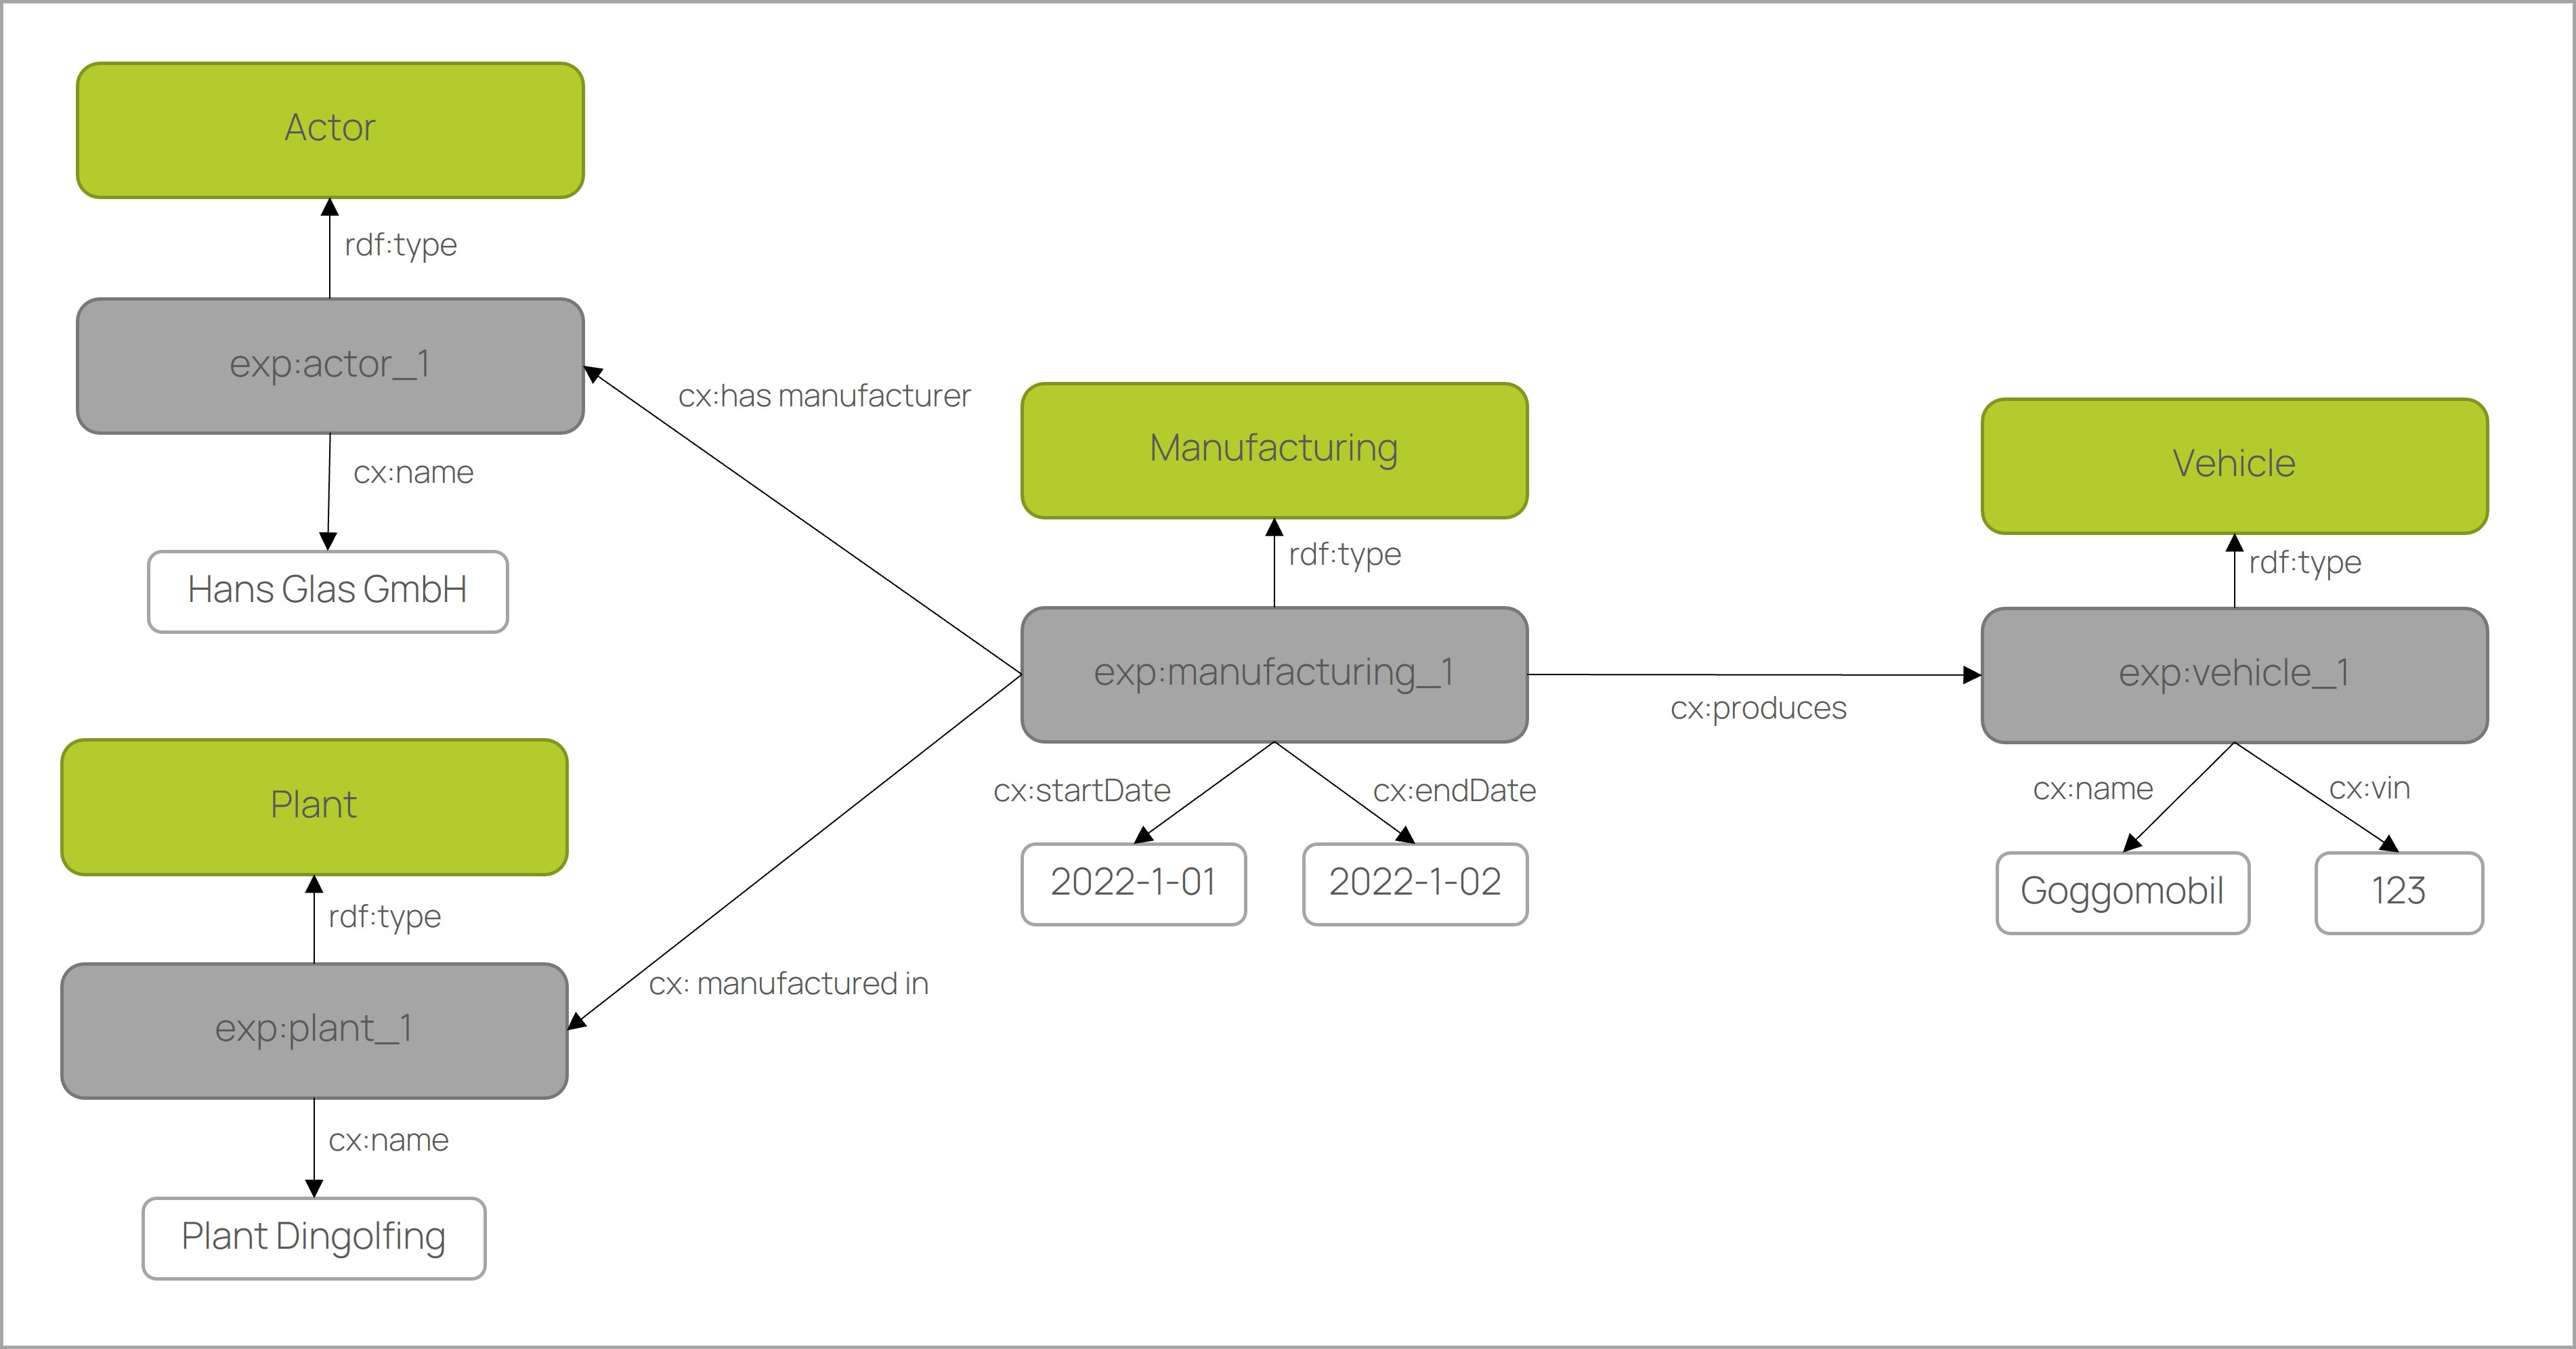 Actor
rdf:type
exp:actor_1
cx:has manufacturer
cx:name
Hans Glas GmbH
Manufacturing
Vehicle
rdf:type
rdf:type
exp:manufacturing_1
exp:vehicle_1
cx:produces
cx:startDate
cx:endDate
cx:name
cx:vin
2022-1-01
2022-1-02
Goggomobil
123
Plant
rdf:type
cx: manufactured in
exp:plant_1
cx:name
Plant Dingolfing